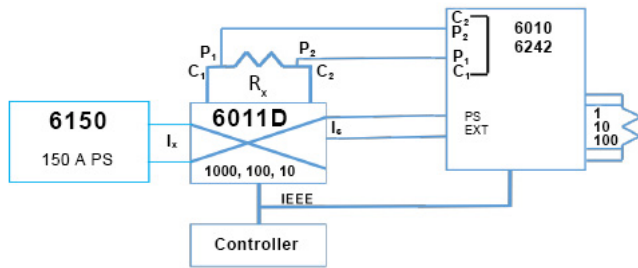 C₂
P₂
6010
6242
P₁
C₁
P₁
P₂
C₁
C₂
Rₓ
6150
150 A PS
Iₓ
6011D
Iₛ
1000, 100, 10
PS
EXT
1
10
100
IEEE
Controller